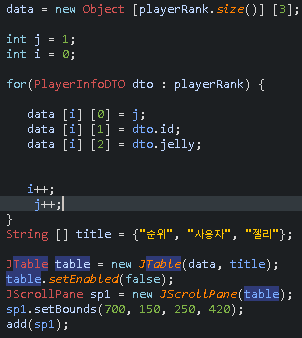 data = new Object [playerRank.size()] [3];
int j = 1;
int i = 0;
for(PlayerInfoDTO dto : playerRank) {
data [i] [0] = j;
data [i] [1] = dto.id;
data [i] [2] = dto.jelly;
i++;
j++;
}
String [] title = {"순위", "사용자", "젤리"};
JTable table = new JTable(data, title);
table.setEnabled(false);
JScrollPane sp1 = new JScrollPane(table);
sp1.setBounds(700, 150, 250, 420);
add(sp1);